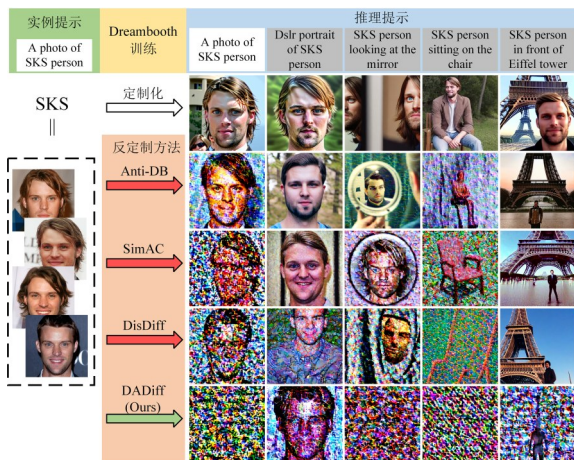 实例提示
Dreambooth
训练
推理提示
A photo of
SKS person
A photo of
SKS person
Dslr portrait
of SKS
person
SKS person
looking at the
mirror
SKS person
sitting on the
chair
SKS person
in front of
Eiffel tower
SKS
=
定制化
反定制方法
Anti-DB
SimAC
DisDiff
DADiff
(Ours)